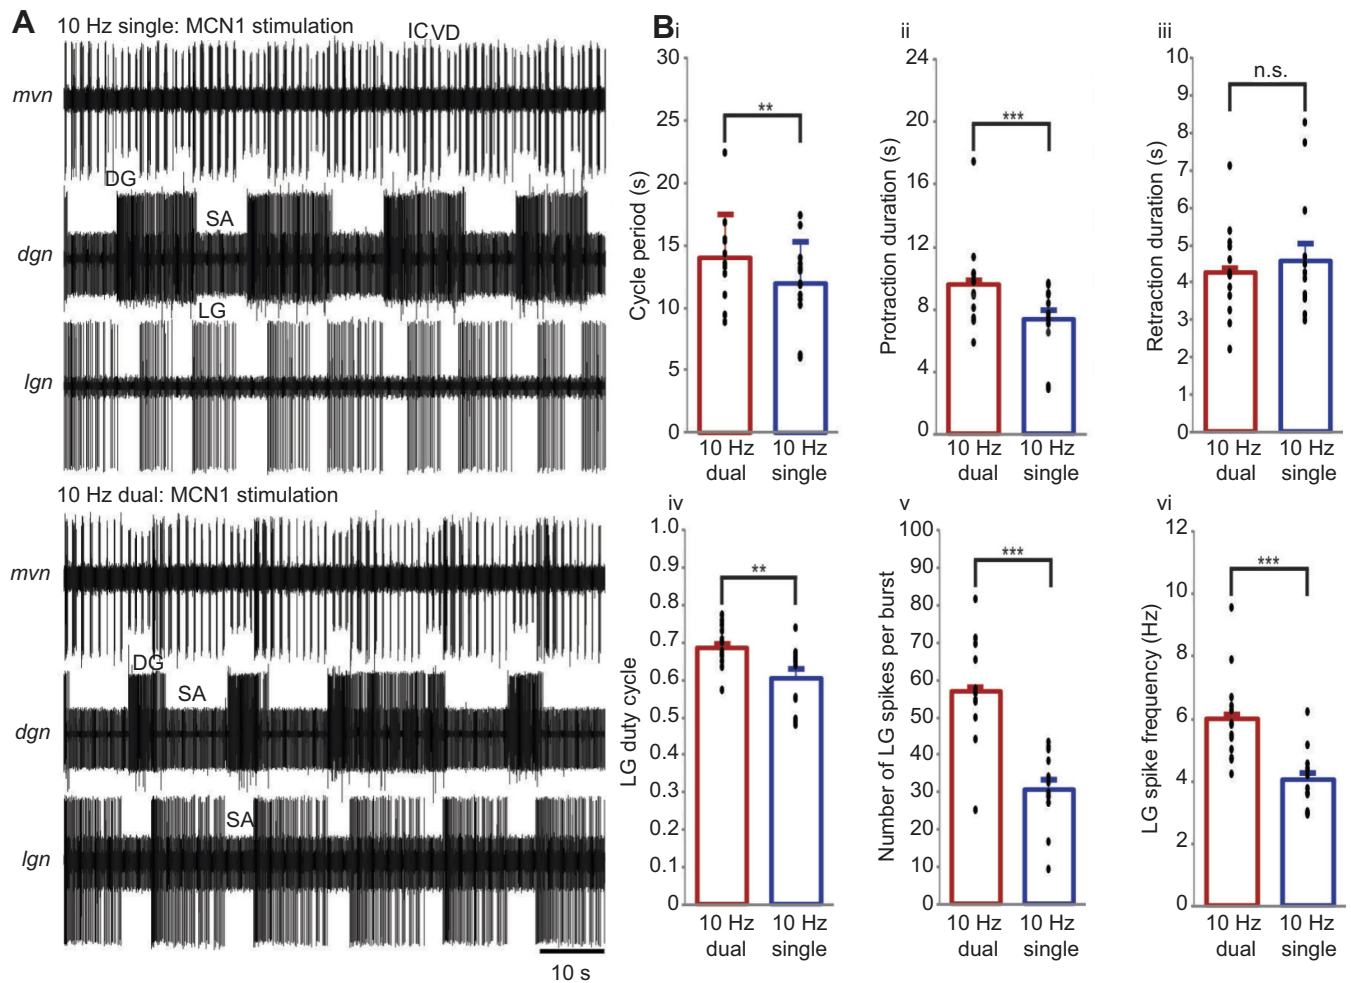 A
10 Hz single: MCN1 stimulation
IC VD
mvn
DG
SA
dgn
LG
lgn
10 Hz dual: MCN1 stimulation
mvn
DG
SA
dgn
SA
lgn
10 s
B
i
Cycle period (s)
30
25
20
15
10
5
0
**
10 Hz dual
10 Hz single
ii
Protraction duration (s)
24
20
16
12
8
4
0
***
10 Hz dual
10 Hz single
iii
Retraction duration (s)
10
9
8
7
6
5
4
3
2
1
0
n.s.
10 Hz dual
10 Hz single
iv
LG duty cycle
1.0
0.9
0.8
0.7
0.6
0.5
0.4
0.3
0.2
0.1
0
**
10 Hz dual
10 Hz single
v
Number of LG spikes per burst
100
90
80
70
60
50
40
30
20
10
0
***
10 Hz dual
10 Hz single
vi
LG spike frequency (Hz)
12
10
8
6
4
2
0
***
10 Hz dual
10 Hz single